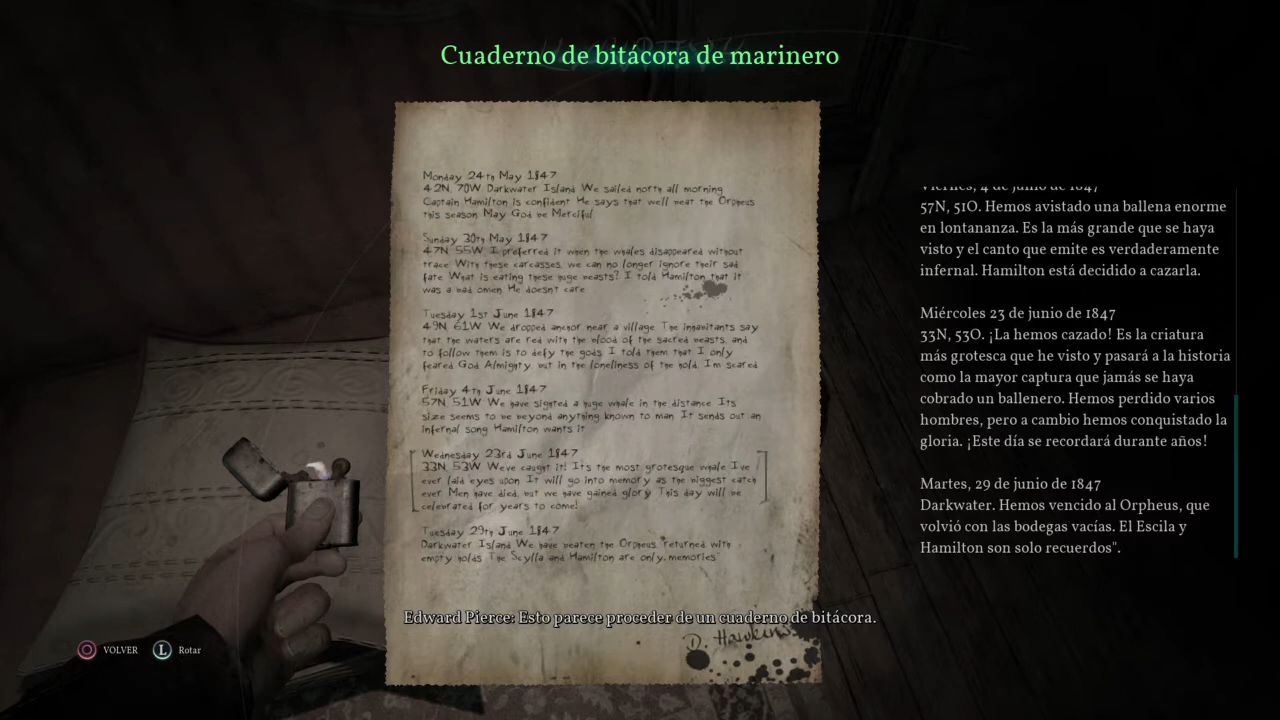 Cuaderno de bitácora de marinero
Monday 24th May 1847
42N, 70W Darkwater Island We sailed north all morning
Captain Hamilton is confident He says that we'll beat the Orpheus
this season May God be Merciful
Sunday 30th May 1847
47N 55W I preferred it when the whales disappeared without
trace With these carcasses, we can no longer ignore their sad
fate What is eating these huge beasts? I told Hamilton that it
was a bad omen He doesn't care
Tuesday 1st June 1847
49N, 61W We dropped anchor near a village The inhabitants say
that the waters are red with the blood of the sacred beasts, and
to follow them is to defy the gods I told them that I only
feared God Almighty, but in the loneliness of the hold, I'm scared
Friday 4th June 1847
57N 51W We have sighted a huge whale in the distance Its
size seems to be beyond anything known to man It sends out an
infernal song Hamilton wants it
Wednesday 23rd June 1847
33N, 53W We've caught it! It's the most grotesque whale I've
ever laid eyes upon It will go into memory as the biggest catch
ever Men have died, but we have gained glory This day will be
celebrated for years to come!
Tuesday 29th June 1847
Darkwater Island We have beaten the Orpheus, returned with
empty holds The Scylla and Hamilton are only memories
D. Hawkins
Viernes, 4 de junio de 1847
57N, 51O. Hemos avistado una ballena enorme
en lontananza. Es la más grande que se haya
visto y el canto que emite es verdaderamente
infernal. Hamilton está decidido a cazarla.
Miércoles 23 de junio de 1847
33N, 53O. ¡La hemos cazado! Es la criatura
más grotesca que he visto y pasará a la historia
como la mayor captura que jamás se haya
cobrado un ballenero. Hemos perdido varios
hombres, pero a cambio hemos conquistado la
gloria. ¡Este día se recordará durante años!
Martes, 29 de junio de 1847
Darkwater. Hemos vencido al Orpheus, que
volvió con las bodegas vacías. El Escila y
Hamilton son solo recuerdos".
Edward Pierce: Esto parece proceder de un cuaderno de bitácora.
VOLVER
L Rotar